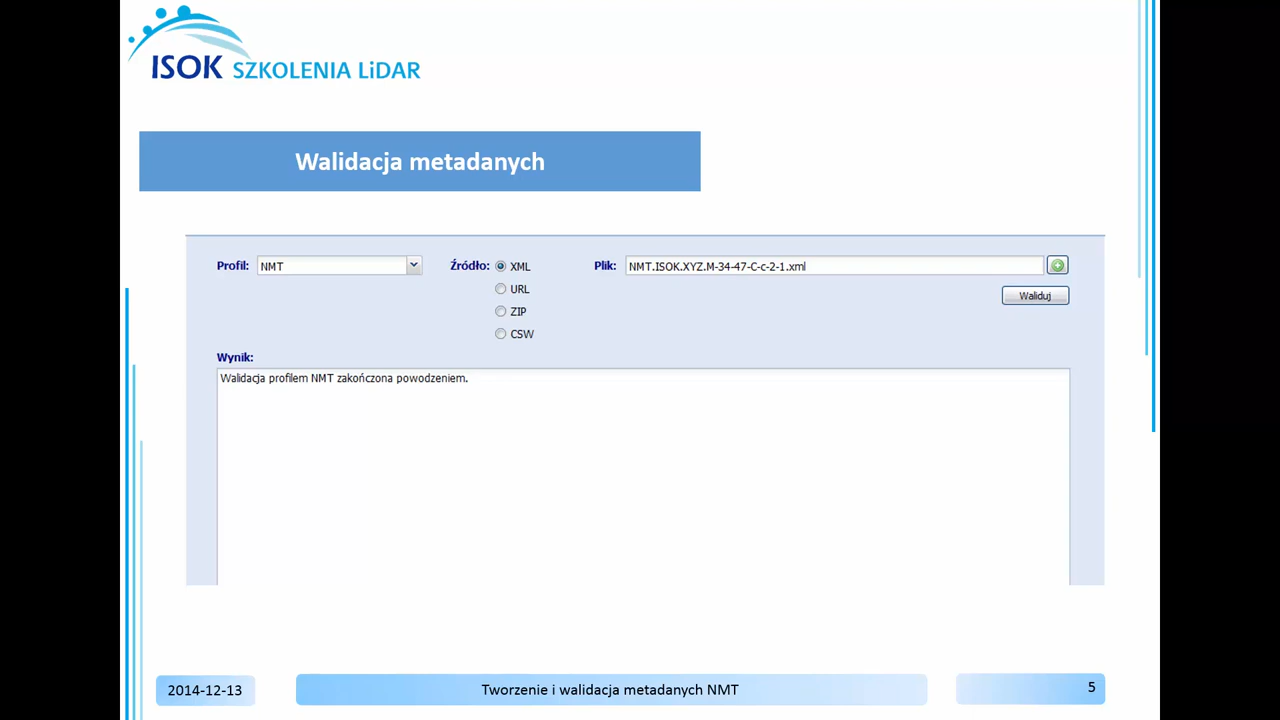 ISOK SZKOLENIA LiDAR
Walidacja metadanych
Profil: NMT Źródło: XML Plik: NMT.ISOK.XYZ.M-34-47-C-c-2-1.xml
URL
Waliduj
ZIP
CSW
Wynik:
Walidacja profilem NMT zakończona powodzeniem.
2014-12-13 Tworzenie i walidacja metadanych NMT 5